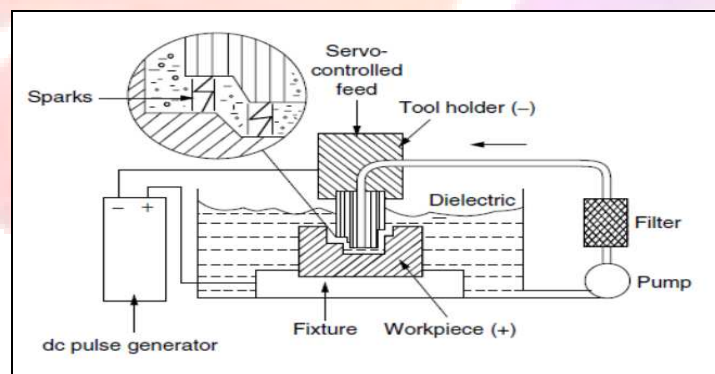 Servo-
controlled
feed
Sparks
Tool holder (–)
Dielectric
– +
Filter
Pump
Fixture
Workpiece (+)
dc pulse generator